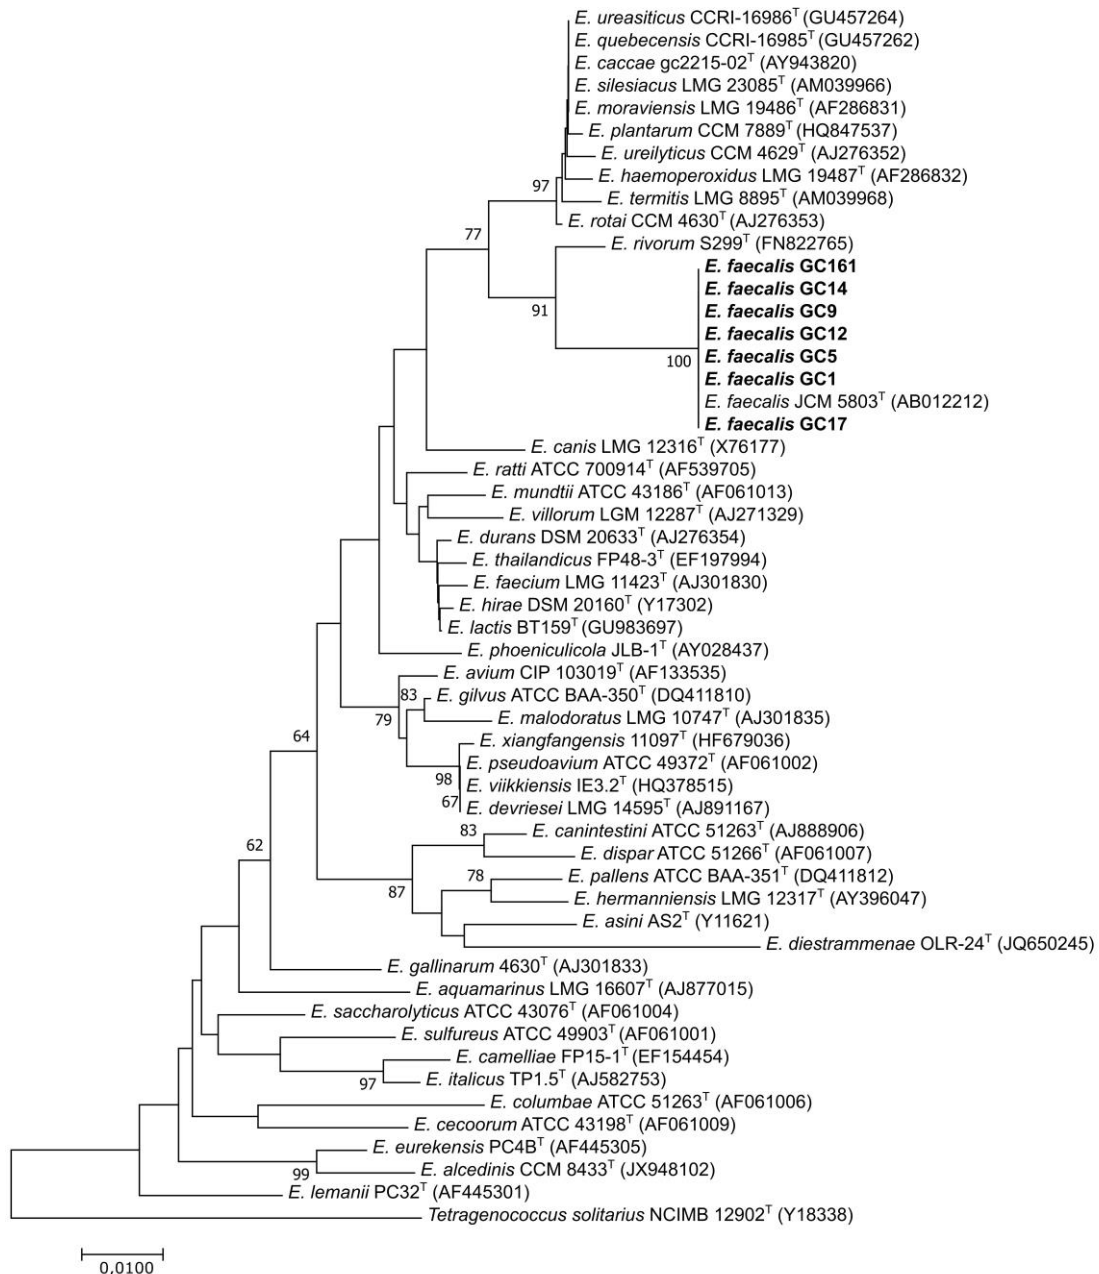 E. ureasiticus CCRI-16986T (GU457264)
E. quebecensis CCRI-16985T (GU457262)
E. caccae gc2215-02T (AY943820)
E. silesiacus LMG 23085T (AM039966)
E. moraviensis LMG 19486T (AF286831)
E. plantarum CCM 7889T (HQ847537)
E. ureilyticus CCM 4629T (AJ276352)
E. haemoperoxidus LMG 19487T (AF286832)
97
E. termitis LMG 8895T (AM039968)
E. rotai CCM 4630T (AJ276353)
77
E. rivorum S299T (FN822765)
E. faecalis GC161
E. faecalis GC14
91
E. faecalis GC9
E. faecalis GC12
E. faecalis GC5
100
E. faecalis GC1
E. faecalis JCM 5803T (AB012212)
E. faecalis GC17
E. canis LMG 12316T (X76177)
E. ratti ATCC 700914T (AF539705)
E. mundtii ATCC 43186T (AF061013)
E. villorum LGM 12287T (AJ271329)
E. durans DSM 20633T (AJ276354)
E. thailandicus FP48-3T (EF197994)
E. faecium LMG 11423T (AJ301830)
E. hirae DSM 20160T (Y17302)
E. lactis BT159T (GU983697)
E. phoeniculicola JLB-1T (AY028437)
E. avium CIP 103019T (AF133535)
83
E. gilvus ATCC BAA-350T (DQ411810)
79
E. malodoratus LMG 10747T (AJ301835)
64
E. xiangfangensis 11097T (HF679036)
E. pseudoavium ATCC 49372T (AF061002)
98
E. viikkiensis IE3.2T (HQ378515)
67
E. devriesei LMG 14595T (AJ891167)
83
E. canintestini ATCC 51263T (AJ888906)
62
E. dispar ATCC 51266T (AF061007)
78
E. pallens ATCC BAA-351T (DQ411812)
87
E. hermanniensis LMG 12317T (AY396047)
E. asini AS2T (Y11621)
E. diestrammenae OLR-24T (JQ650245)
E. gallinarum 4630T (AJ301833)
E. aquamarinus LMG 16607T (AJ877015)
E. saccharolyticus ATCC 43076T (AF061004)
E. sulfureus ATCC 49903T (AF061001)
E. camelliae FP15-1T (EF154454)
97
E. italicus TP1.5T (AJ582753)
E. columbae ATCC 51263T (AF061006)
E. cecoorum ATCC 43198T (AF061009)
E. eurekensis PC4BT (AF445305)
99
E. alcedinis CCM 8433T (JX948102)
E. lemanii PC32T (AF445301)
Tetragenococcus solitarius NCIMB 12902T (Y18338)
0,0100